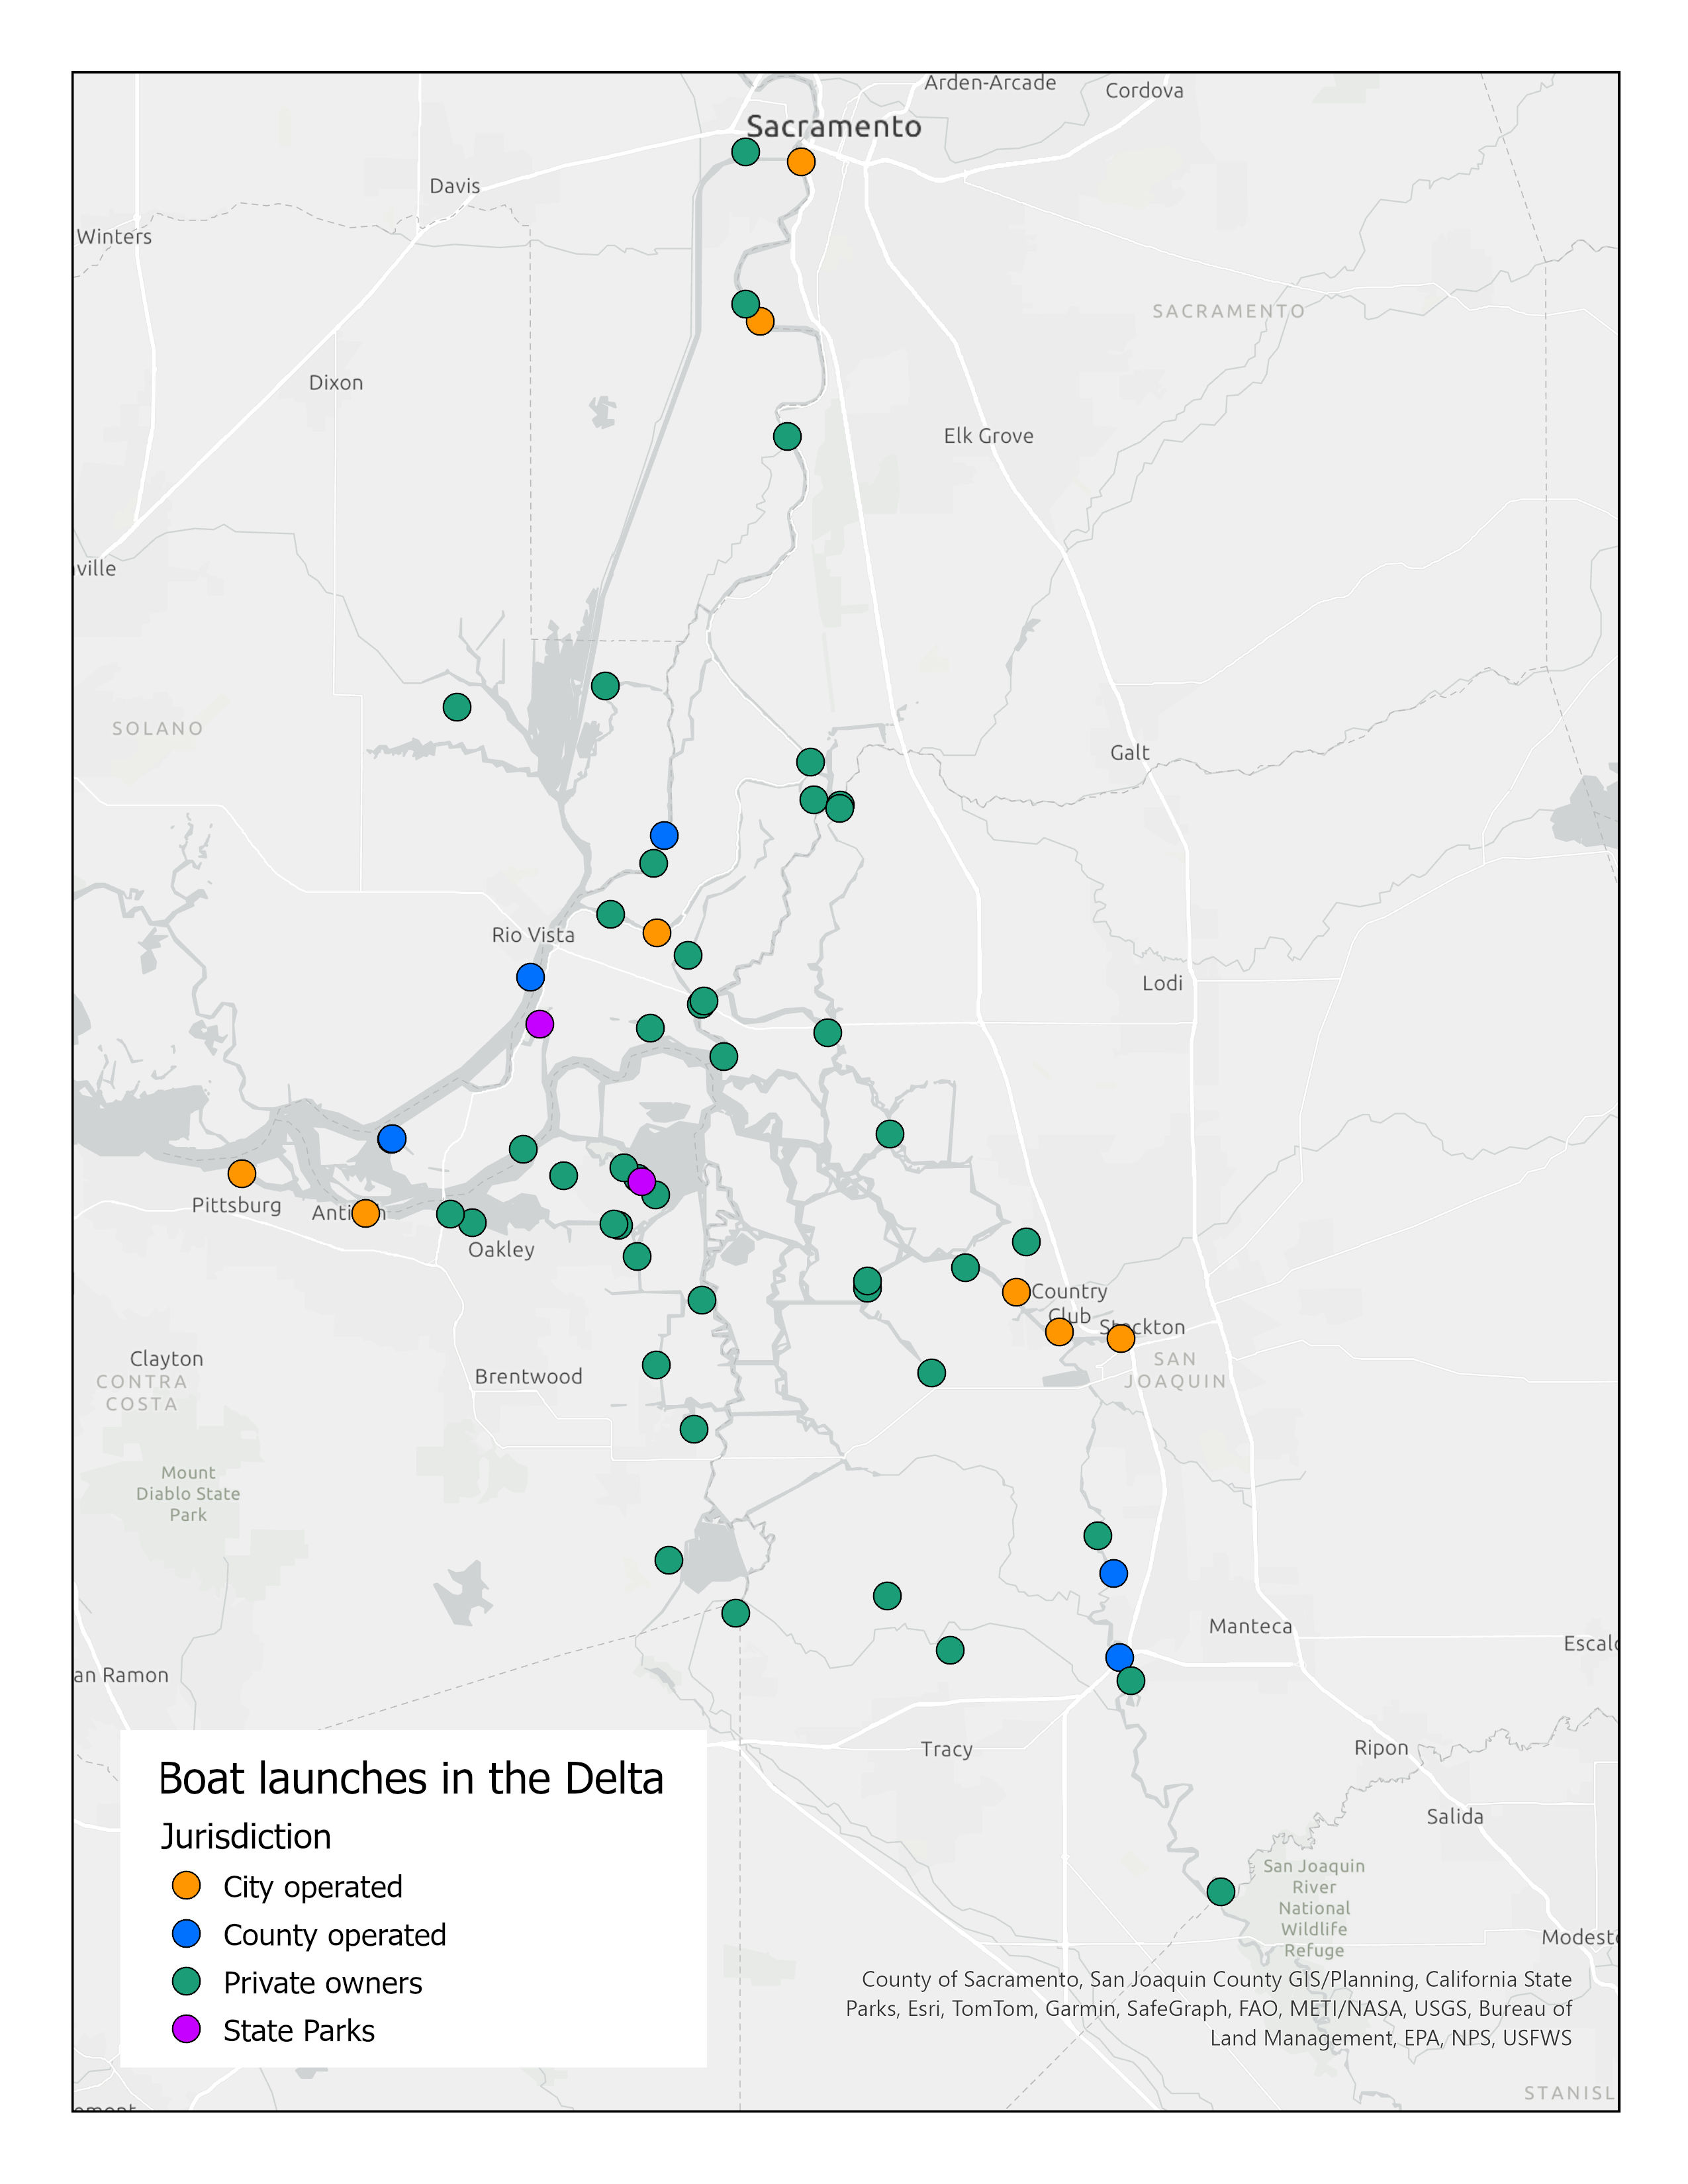 Arden-Arcade
Cordova
Sacramento
Davis
Winters
SACRAMENTO
Dixon
Elk Grove
ville
SOLANO
Galt
Rio Vista
Lodi
Pittsburg
Oakley
Country
Club
Stockton
SAN
JOAQUIN
Clayton
CONTRA
COSTA
Brentwood
Mount
Diablo State
Park
Manteca
Escalo
an Ramon
Tracy
Ripon
Salida
San Joaquin
River
National
Wildlife
Refuge
Modesto
Boat launches in the Delta
Jurisdiction
City operated
County operated
Private owners
State Parks
County of Sacramento, San Joaquin County GIS/Planning, California State
Parks, Esri, TomTom, Garmin, SafeGraph, FAO, METI/NASA, USGS, Bureau of
Land Management, EPA, NPS, USFWS
STANISL